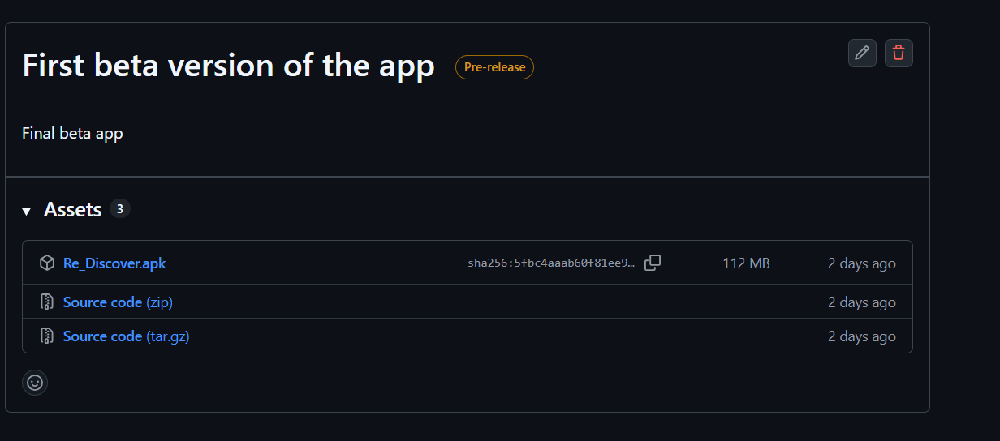 First beta version of the app Pre-release
Final beta app
Assets 3
Re_Discover.apk sha256:5fbc4aaab60f81ee9… 112 MB 2 days ago
Source code (zip) 2 days ago
Source code (tar.gz) 2 days ago